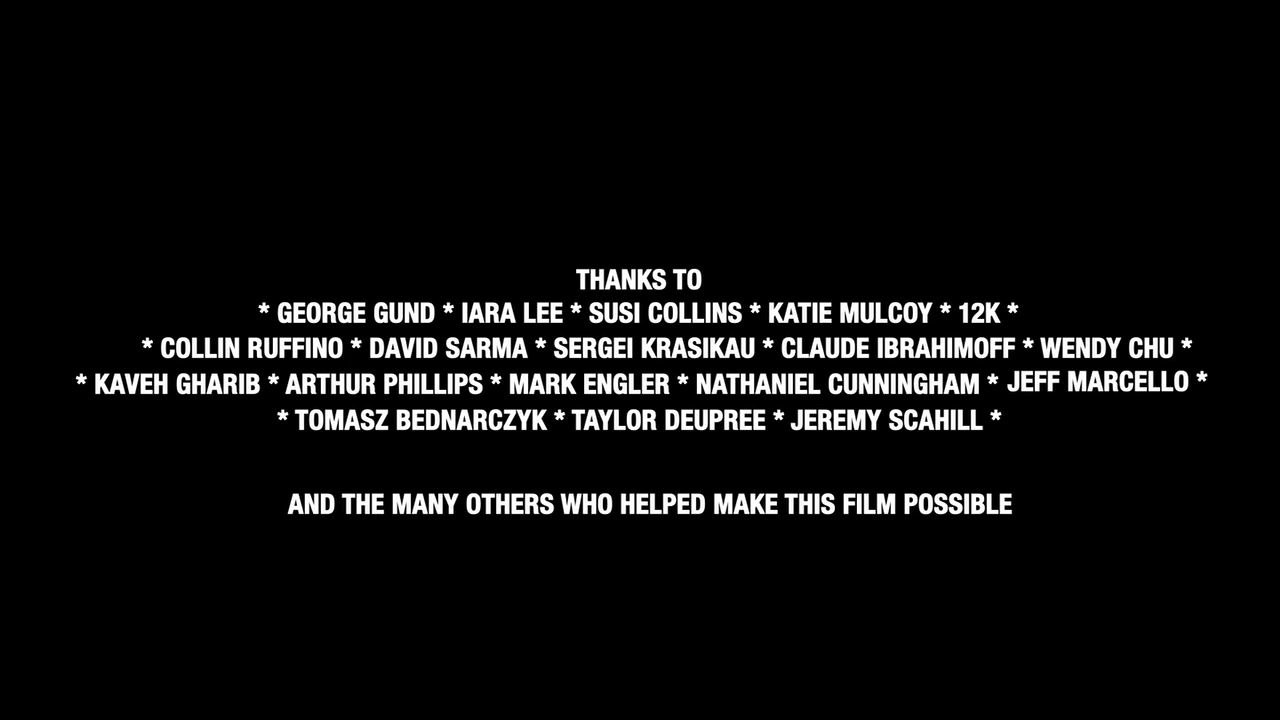 THANKS TO
* GEORGE GUND * IARA LEE * SUSI COLLINS * KATIE MULCOY * 12K *
* COLLIN RUFFINO * DAVID SARMA * SERGEI KRASIKAU * CLAUDE IBRAHIMOFF * WENDY CHU *
* KAVEH GHARIB * ARTHUR PHILLIPS * MARK ENGLER * NATHANIEL CUNNINGHAM * JEFF MARCELLO *
* TOMASZ BEDNARCZYK * TAYLOR DEUPREE * JEREMY SCAHILL *
AND THE MANY OTHERS WHO HELPED MAKE THIS FILM POSSIBLE